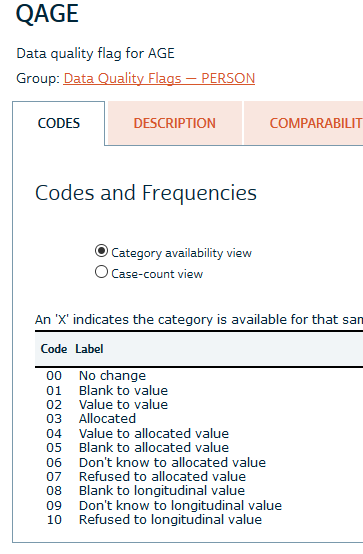 QAGE
Data quality flag for AGE
Group: Data Quality Flags — PERSON
CODES DESCRIPTION COMPARABILIT
Codes and Frequencies
Category availability view
Case-count view
An 'X' indicates the category is available for that sam
Code Label
00 No change
01 Blank to value
02 Value to value
03 Allocated
04 Value to allocated value
05 Blank to allocated value
06 Don't know to allocated value
07 Refused to allocated value
08 Blank to longitudinal value
09 Don't know to longitudinal value
10 Refused to longitudinal value